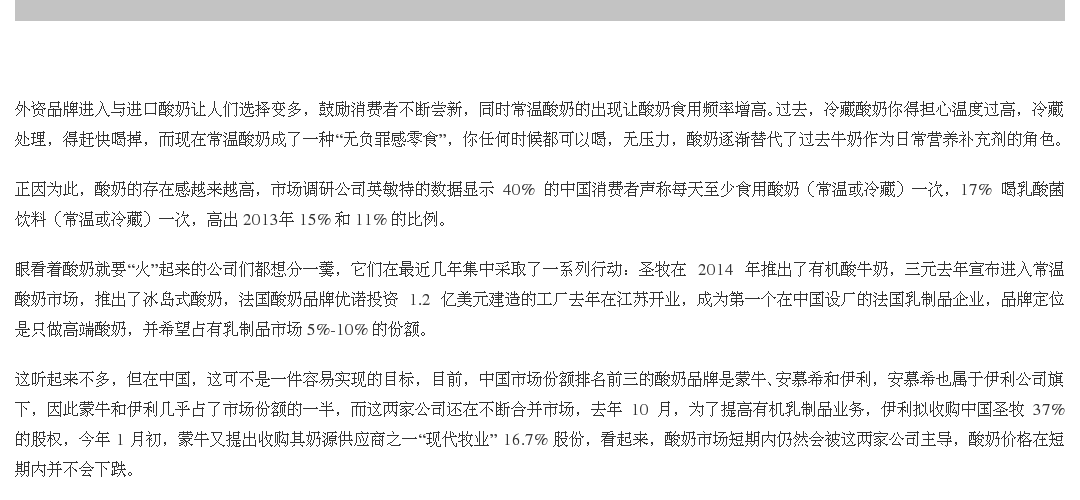 外资品牌进入与进口酸奶让人们选择变多，鼓励消费者不断尝新，同时常温酸奶的出现让酸奶食用频率增高。过去，冷藏酸奶你得担心温度过高，冷藏
处理，得赶快喝掉，而现在常温酸奶成了一种“无负罪感零食”，你任何时候都可以喝，无压力，酸奶逐渐替代了过去牛奶作为日常营养补充剂的角色。
正因为此，酸奶的存在感越来越高，市场调研公司英敏特的数据显示 40% 的中国消费者声称每天至少食用酸奶（常温或冷藏）一次，17% 喝乳酸菌
饮料（常温或冷藏）一次，高出 2013年 15% 和 11% 的比例。
眼看着酸奶就要“火”起来的公司们都想分一羹，它们在最近几年集中采取了一系列行动：圣牧在 2014 年推出了有机酸牛奶，三元去年宣布进入常温
酸奶市场，推出了冰岛式酸奶，法国酸奶品牌优诺投资 1.2 亿美元建造的工厂去年在江苏开业，成为第一个在中国设厂的法国乳制品企业，品牌定位
是只做高端酸奶，并希望占有乳制品市场 5%-10% 的份额。
这听起来不多，但在中国，这可不是一件容易实现的目标，目前，中国市场份额排名前三的酸奶品牌是蒙牛、安慕希和伊利，安慕希也属于伊利公司旗
下，因此蒙牛和伊利几乎占了市场份额的一半，而这两家公司还在不断合并市场，去年 10 月，为了提高有机乳制品业务，伊利拟收购中国圣牧 37%
的股权，今年 1 月初，蒙牛又提出收购其奶源供应商之一“现代牧业” 16.7% 股份，看起来，酸奶市场短期内仍然会被这两家公司主导，酸奶价格在短
期内并不会下跌。